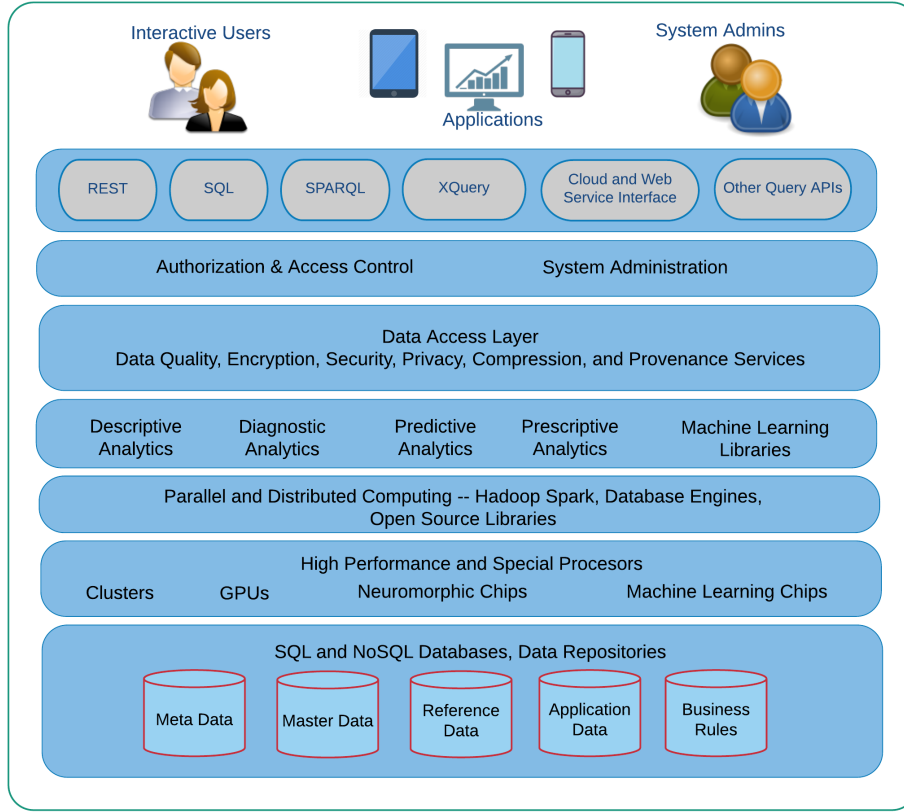 Interactive Users
System Admins
Applications
REST
SQL
SPARQL
XQuery
Cloud and Web
Service Interface
Other Query APIs
Authorization & Access Control
System Administration
Data Access Layer
Data Quality, Encryption, Security, Privacy, Compression, and Provenance Services
Descriptive
Analytics
Diagnostic
Analytics
Predictive
Analytics
Prescriptive
Analytics
Machine Learning
Libraries
Parallel and Distributed Computing -- Hadoop Spark, Database Engines,
Open Source Libraries
High Performance and Special Procesors
Clusters
GPUs
Neuromorphic Chips
Machine Learning Chips
SQL and NoSQL Databases, Data Repositories
Meta Data
Master Data
Reference
Data
Application
Data
Business
Rules